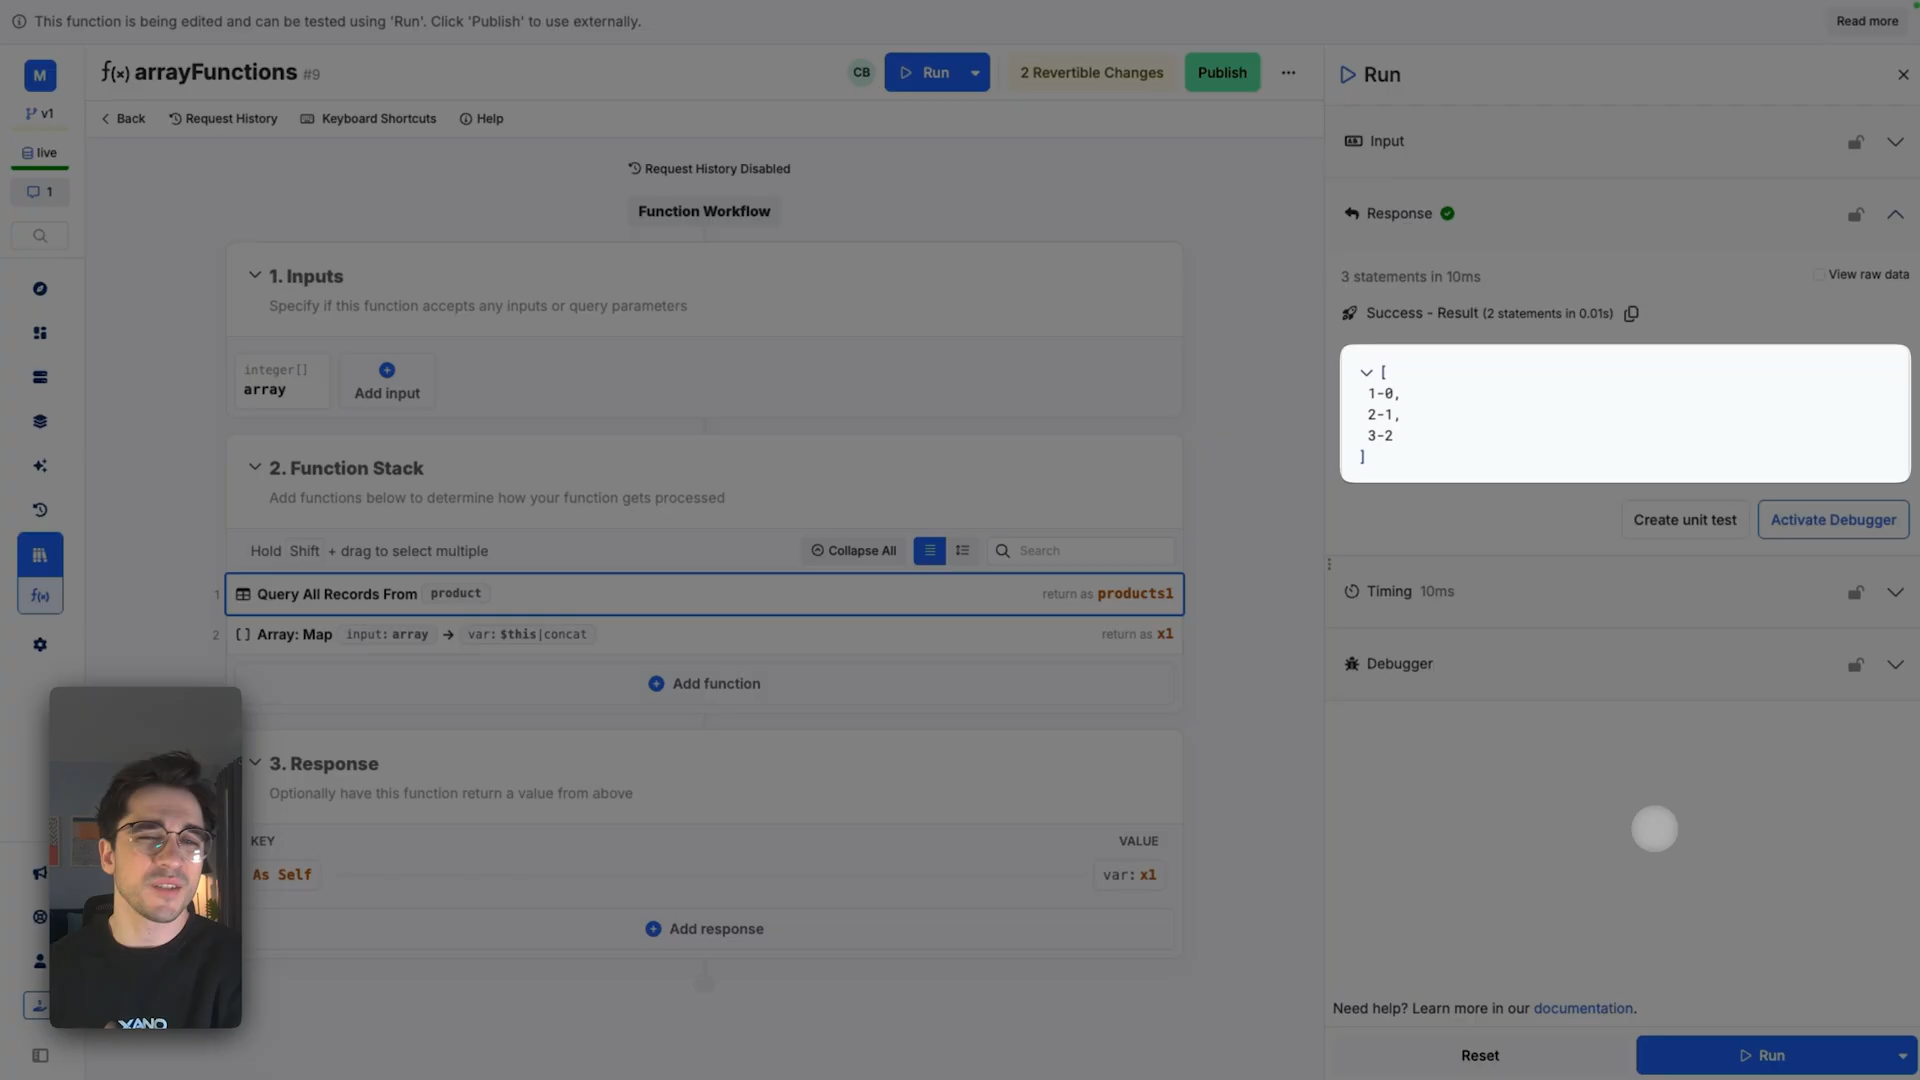 This function is being edited and can be tested using 'Run'. Click 'Publish' to use externally.
Read more
M
v1
live
1
f(x) arrayFunctions #9
CB
Run
2 Revertible Changes
Publish
Back
Request History
Keyboard Shortcuts
Help
Request History Disabled
Function Workflow
1. Inputs
Specify if this function accepts any inputs or query parameters
integer[]
array
Add input
2. Function Stack
Add functions below to determine how your function gets processed
Hold Shift + drag to select multiple
Collapse All
Search
1 Query All Records From product return as products1
2 [] Array: Map input: array → var: $this|concat return as x1
Add function
3. Response
Optionally have this function return a value from above
KEY
VALUE
As Self
var: x1
Add response
f(x)
XANO
Run
Input
Response
3 statements in 10ms
View raw data
Success - Result (2 statements in 0.01s)
[
1-0,
2-1,
3-2
]
Create unit test
Activate Debugger
Timing 10ms
Debugger
Need help? Learn more in our documentation.
Reset
Run